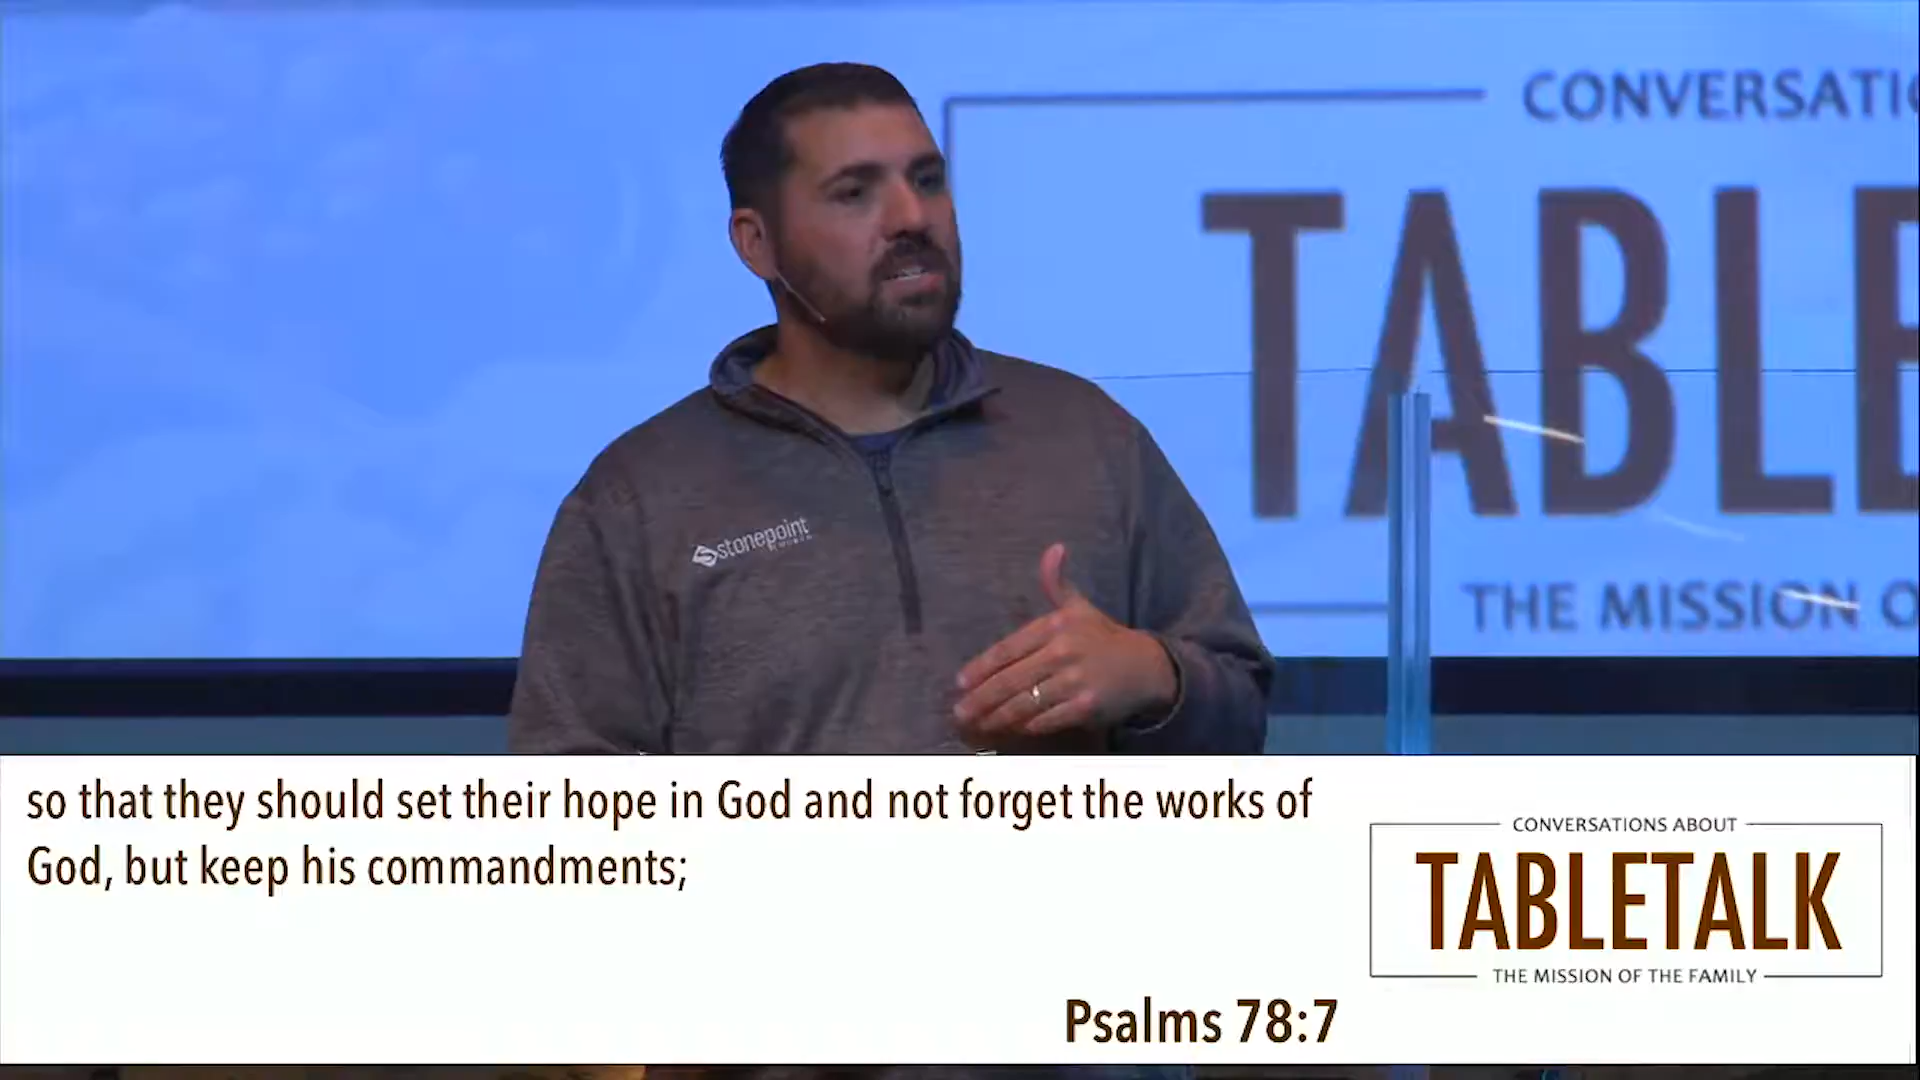 CONVERSATI
TABLE
THE MISSION O
stonepoint
so that they should set their hope in God and not forget the works of
God, but keep his commandments;
Psalms 78:7
CONVERSATIONS ABOUT
TABLETALK
THE MISSION OF THE FAMILY